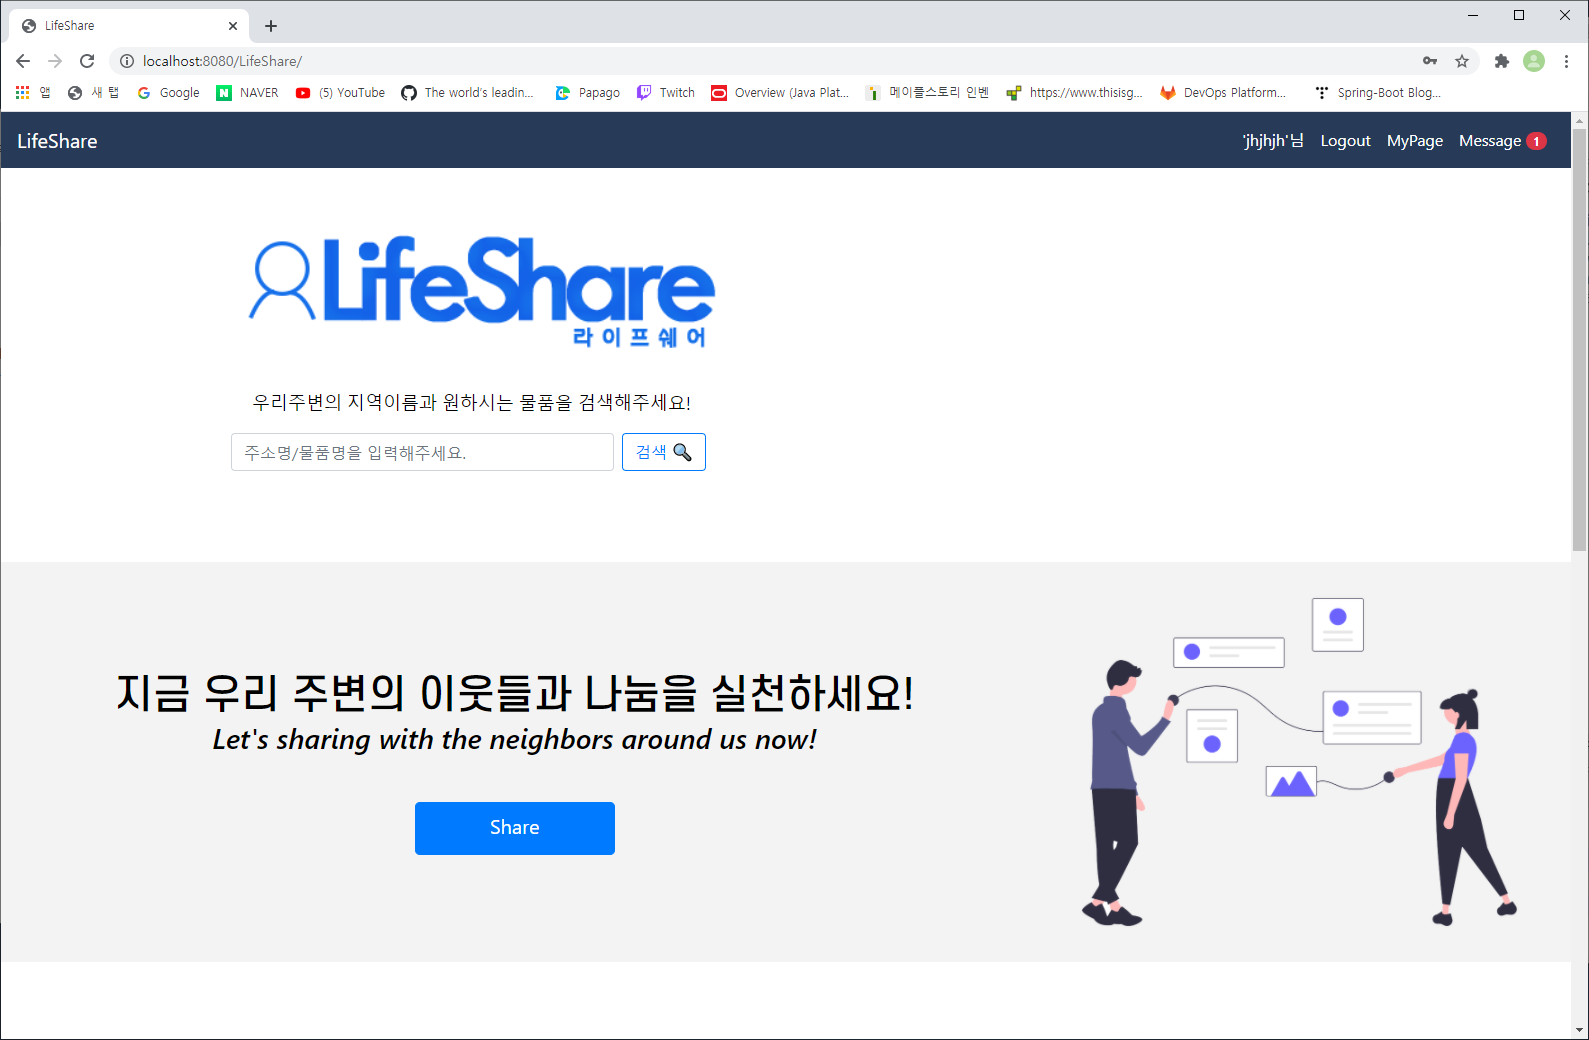 LifeShare
localhost:8080/LifeShare/
앱 새 탭 Google NAVER (5) YouTube The world's leadin... Papago Twitch Overview (Java Plat... 메이플스토리 인벤 https://www.thisisg... DevOps Platform... Spring-Boot Blog...
LifeShare 'jhjhjh'님 Logout MyPage Message 1
LifeShare
라이프쉐어
우리주변의 지역이름과 원하시는 물품을 검색해주세요!
주소명/물품명을 입력해주세요. 검색
지금 우리 주변의 이웃들과 나눔을 실천하세요!
Let's sharing with the neighbors around us now!
Share